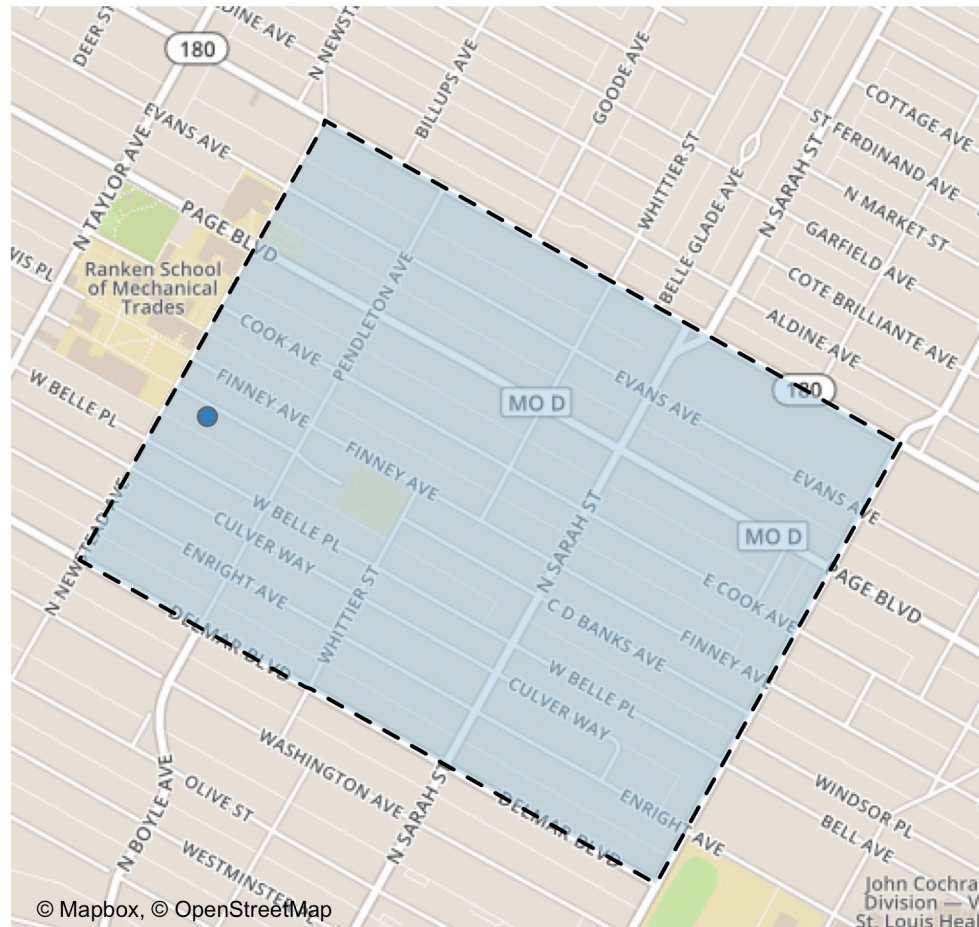 DEER ST
180
N NEWST
BILLUPS AVE
GOODE AVE
EVANS AVE
COTTAGE AVE
ST FERDINAND AVE
N TAYLOR AVE
WHITTIER ST
BELLE GLADE AVE
N SARAH ST
N MARKET ST
PAGE BLVD
GARFIELD AVE
Ranken School
of Mechanical
Trades
COTE BRILLIANTE AVE
PENDLETON AVE
ALDINE AVE
COOK AVE
W BELLE PL
FINNEY AVE
EVANS AVE
180
MO D
FINNEY AVE
EVANS AVE
W BELLE PL
N SARAH ST
MO D
CULVER WAY
N NEWSTEAD AVE
ENRIGHT AVE
WHITTIER ST
E COOK AVE
PAGE BLVD
DELMAR BLVD
C D BANKS AVE
FINNEY AVE
W BELLE PL
CULVER WAY
WASHINGTON AVE
N BOYLE AVE
OLIVE ST
N SARAH ST
DELMAR BLVD
ENRIGHT AVE
WINDSOR PL
BELL AVE
WESTMINSTER PL
John Cochra
Division — V
St. Louis Heal
© Mapbox, © OpenStreetMap